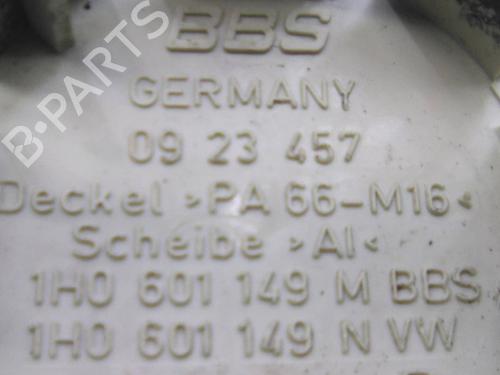 BBS
GERMANY
09 23 457
Deckel >PA 66-M16<
Scheibe >Al<
1H0 601 149 M BBS
1H0 601 149 N VW
B-PARTS